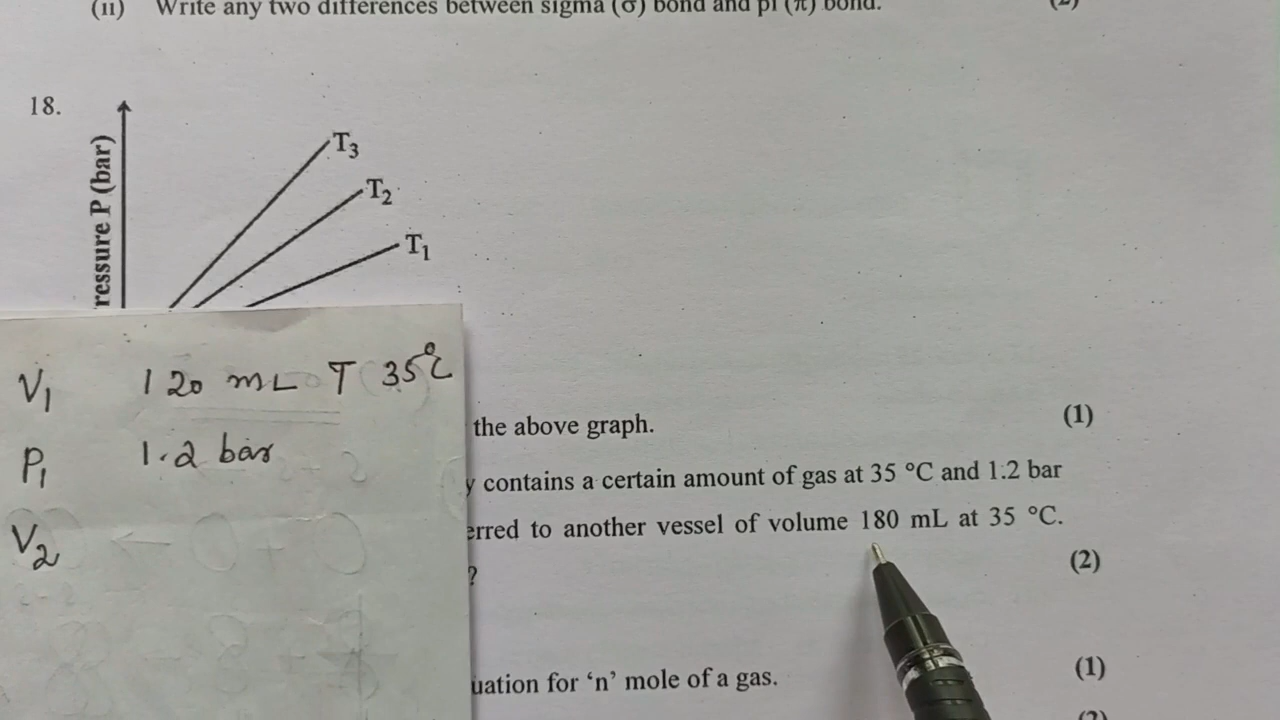 (ii) Write any two differences between sigma (σ) bond and pi (π) bond. (2)
18.
ressure P (bar)
T3
T2
T1
V1 120 mL T 35°C
P1 1.2 bar
V2
the above graph. (1)
y contains a certain amount of gas at 35 °C and 1.2 bar
erred to another vessel of volume 180 mL at 35 °C.
? (2)
uation for ‘n’ mole of a gas. (1)
(2)